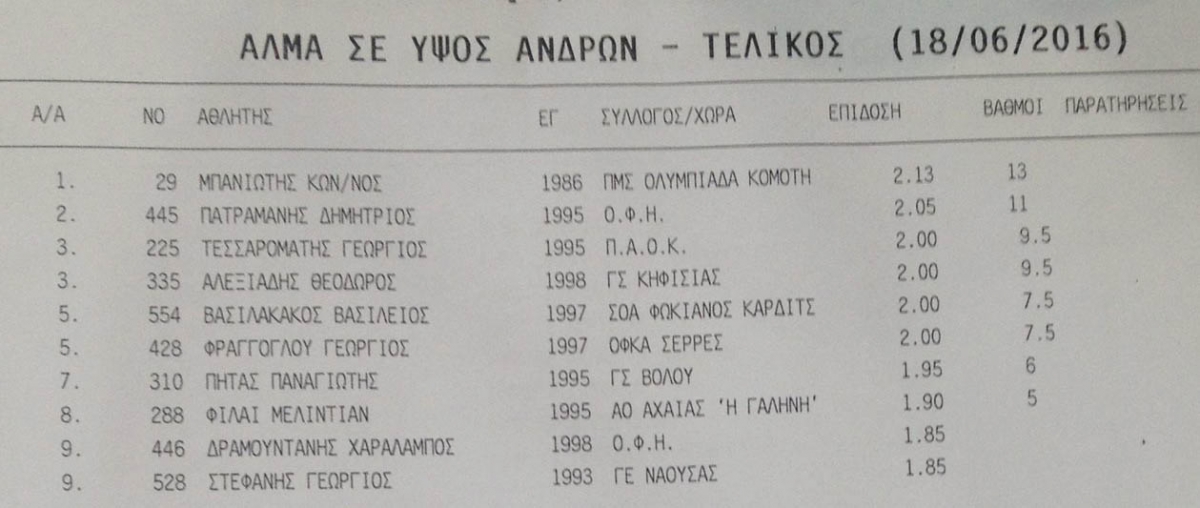 ΑΛΜΑ ΣΕ ΥΨΟΣ ΑΝΔΡΩΝ - ΤΕΛΙΚΟΣ (18/06/2016)
Α/Α ΝΟ ΑΘΛΗΤΗΣ ΕΓ ΣΥΛΛΟΓΟΣ/ΧΩΡΑ ΕΠΙΔΟΣΗ ΒΑΘΜΟΙ ΠΑΡΑΤΗΡΗΣΕΙΣ
1. 29 ΜΠΑΝΙΩΤΗΣ ΚΩΝ/ΝΟΣ 1986 ΠΜΣ ΟΛΥΜΠΙΑΔΑ ΚΟΜΟΤΗ 2.13 13
2. 445 ΠΑΤΡΑΜΑΝΗΣ ΔΗΜΗΤΡΙΟΣ 1995 Ο.Φ.Η. 2.05 11
3. 225 ΤΕΣΣΑΡΟΜΑΤΗΣ ΓΕΩΡΓΙΟΣ 1995 Π.Α.Ο.Κ. 2.00 9.5
3. 335 ΑΛΕΞΙΑΔΗΣ ΘΕΟΔΩΡΟΣ 1998 ΓΣ ΚΗΦΙΣΙΑΣ 2.00 9.5
5. 554 ΒΑΣΙΛΑΚΑΚΟΣ ΒΑΣΙΛΕΙΟΣ 1997 ΣΟΑ ΦΩΚΙΑΝΟΣ ΚΑΡΔΙΤΣ 2.00 7.5
5. 428 ΦΡΑΓΓΟΓΛΟΥ ΓΕΩΡΓΙΟΣ 1997 ΟΦΚΑ ΣΕΡΡΕΣ 2.00 7.5
7. 310 ΠΗΤΑΣ ΠΑΝΑΓΙΩΤΗΣ 1995 ΓΣ ΒΟΛΟΥ 1.95 6
8. 288 ΦΙΛΑΙ ΜΕΛΙΝΤΙΑΝ 1995 ΑΟ ΑΧΑΙΑΣ 'Η ΓΑΛΗΝΗ' 1.90 5
9. 446 ΔΡΑΜΟΥΝΤΑΝΗΣ ΧΑΡΑΛΑΜΠΟΣ 1998 Ο.Φ.Η. 1.85
9. 528 ΣΤΕΦΑΝΗΣ ΓΕΩΡΓΙΟΣ 1993 ΓΕ ΝΑΟΥΣΑΣ 1.85